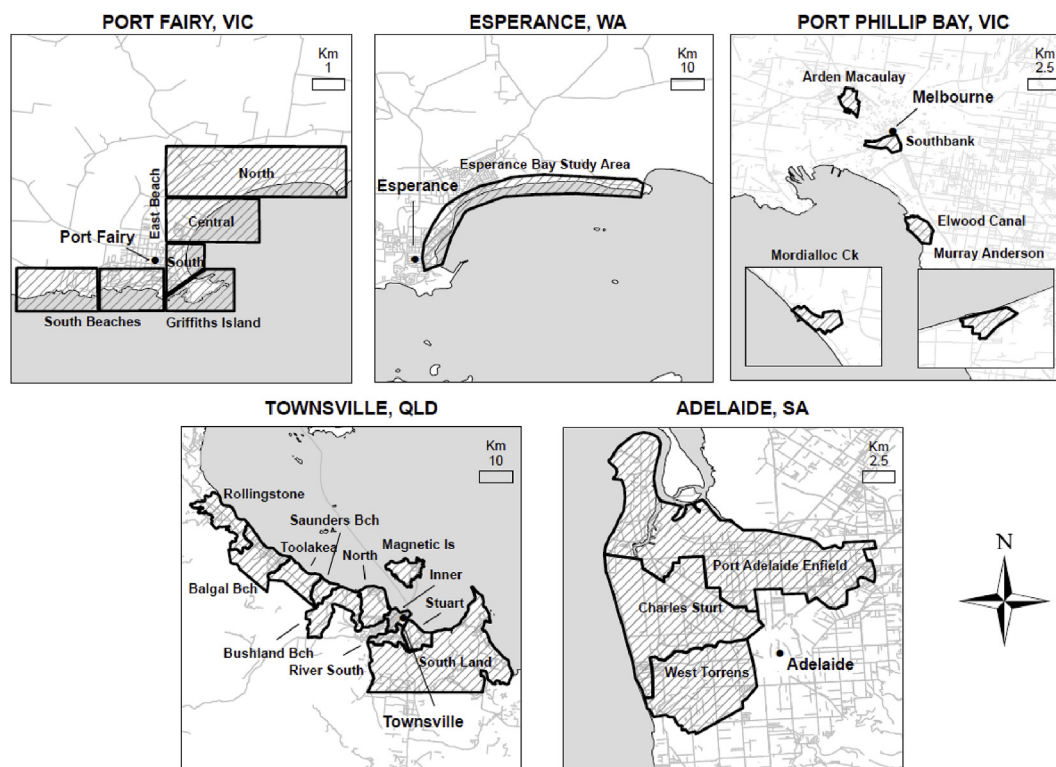 PORT FAIRY, VIC
Km
1
North
East Beach
Central
Port Fairy
South
South Beaches
Griffiths Island
ESPERANCE, WA
Km
10
Esperance Bay Study Area
Esperance
PORT PHILLIP BAY, VIC
Km
2.5
Arden Macaulay
Melbourne
Southbank
Elwood Canal
Mordialloc Ck
Murray Anderson
TOWNSVILLE, QLD
Km
10
Rollingstone
Saunders Bch
Toolakea
North
Magnetic Is
Inner
Balgal Bch
Stuart
Bushland Bch
River South
South Land
Townsville
ADELAIDE, SA
Km
2.5
Port Adelaide Enfield
Charles Sturt
Adelaide
West Torrens
N